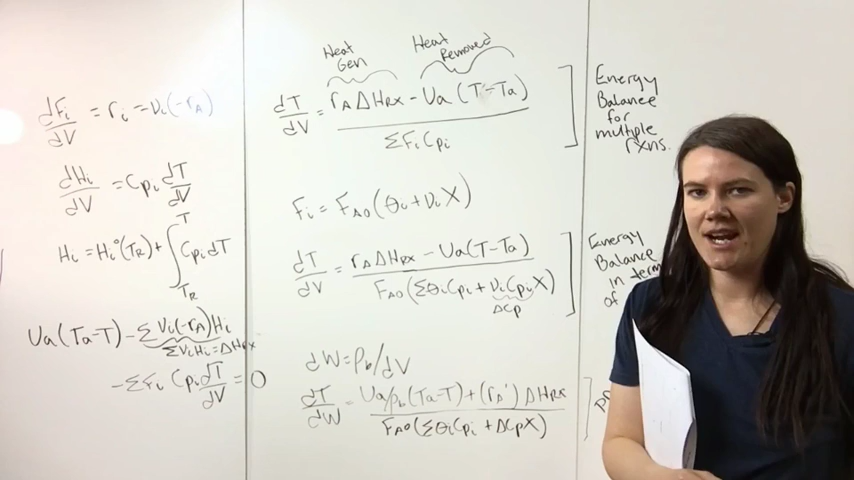 dFi/dV = ri = νi(-rA)
dHi/dV = Cpi dT/dV
Hi = Hi°(TR) + ∫ T TR CpidT
Ua(Ta-T) - Σνi(-rA)Hi
ΣνiHi = ΔHRx
-ΣFi Cpi dT/dV = 0
Heat Gen
Heat Removed
dT/dV = rAΔHRx - Ua(T-Ta) / ΣFiCpi
Fi = FA0(θi + νiX)
dT/dV = rAΔHRx - Ua(T-Ta) / FA0(ΣθiCpi + νiCpiX)
ΔCp
dW = ρb/dV
dT/dW = Ua/ρb(Ta-T) + (rA') ΔHRx / FA0(ΣθiCpi + ΔCpX)
Energy
Balance
for
multiple
rxns.
Energy
Balance
in
of